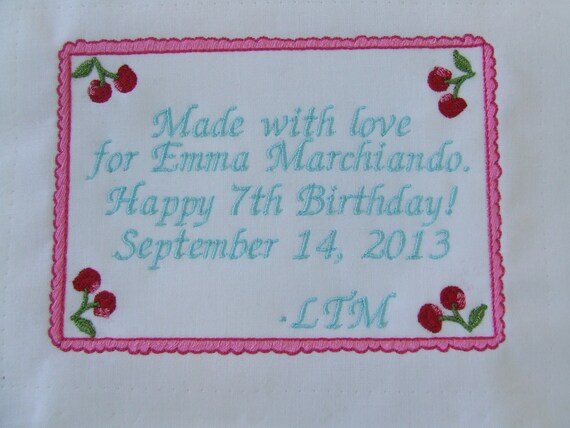 Made with love
for Emma Marchiando.
Happy 7th Birthday!
September 14, 2013
-LTM